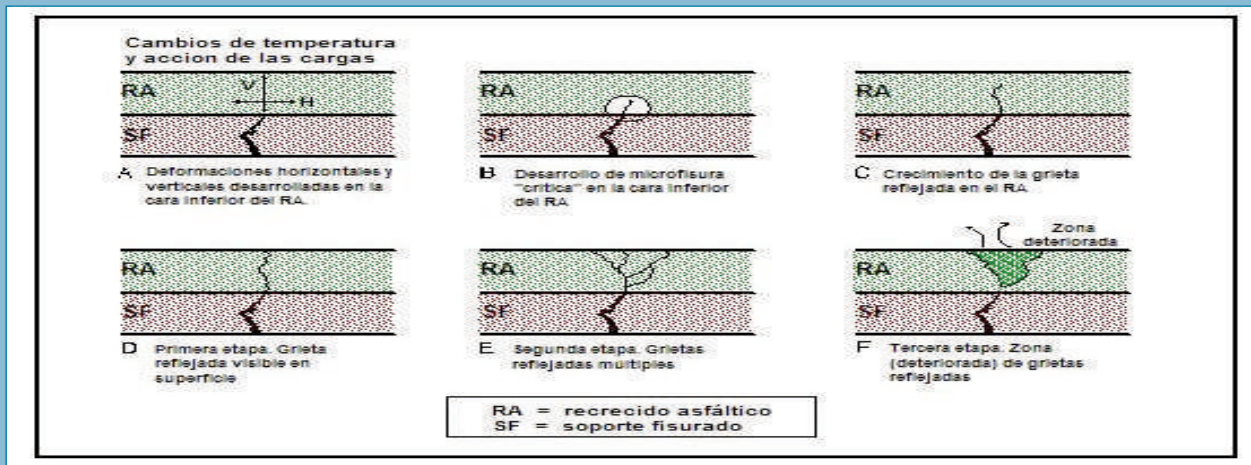 Cambios de temperatura
y accion de las cargas
RA
V
H
SF
A Deformaciones horizontales y
verticales desarrolladas en la
cara inferior del RA.
RA
SF
B Desarrollo de microfisura
"critica" en la cara inferior
del RA
RA
SF
C Crecimiento de la grieta
reflejada en el RA
RA
SF
D Primera etapa. Grieta
reflejada visible en
superficie
RA
SF
E Segunda etapa. Grietas
reflejadas múltiples
Zona
deteriorada
RA
SF
F Tercera etapa. Zona
(deteriorada) de grietas
reflejadas
RA = recrecido asfáltico
SF = soporte fisurado